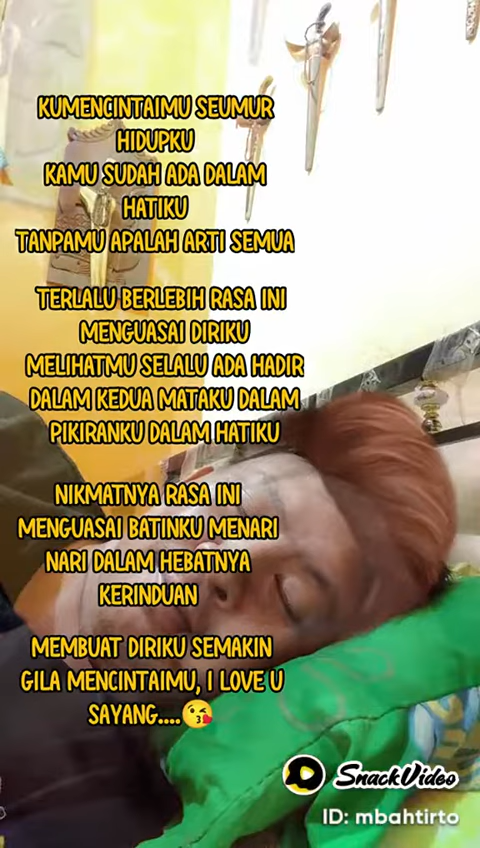 KUMENCINTAIMU SEUMUR
HIDUPKU
KAMU SUDAH ADA DALAM
HATIKU
TANPAMU APALAH ARTI SEMUA
TERLALU BERLEBIH RASA INI
MENGUASAI DIRIKU
MELIHATMU SELALU ADA HADIR
DALAM KEDUA MATAKU DALAM
PIKIRANKU DALAM HATIKU
NIKMATNYA RASA INI
MENGUASAI BATINKU MENARI
NARI DALAM HEBATNYA
KERINDUAN
MEMBUAT DIRIKU SEMAKIN
GILA MENCINTAIMU, I LOVE U
SAYANG....😘
SnackVideo
ID: mbahtirto